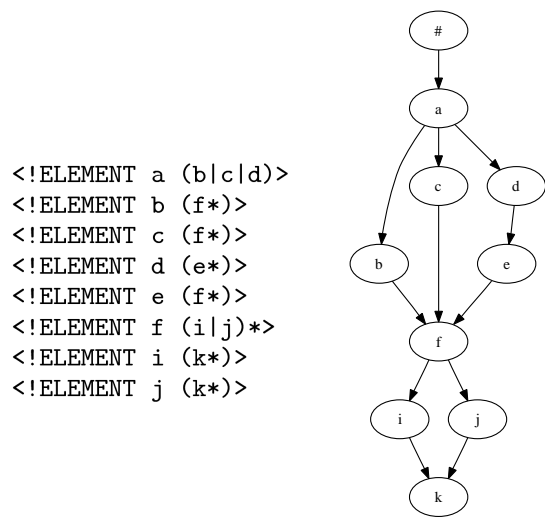 <!ELEMENT a (b|c|d)>
<!ELEMENT b (f*)>
<!ELEMENT c (f*)>
<!ELEMENT d (e*)>
<!ELEMENT e (f*)>
<!ELEMENT f (i|j)*>
<!ELEMENT i (k*)>
<!ELEMENT j (k*)>
#
a
c d
b e
f
i j
k